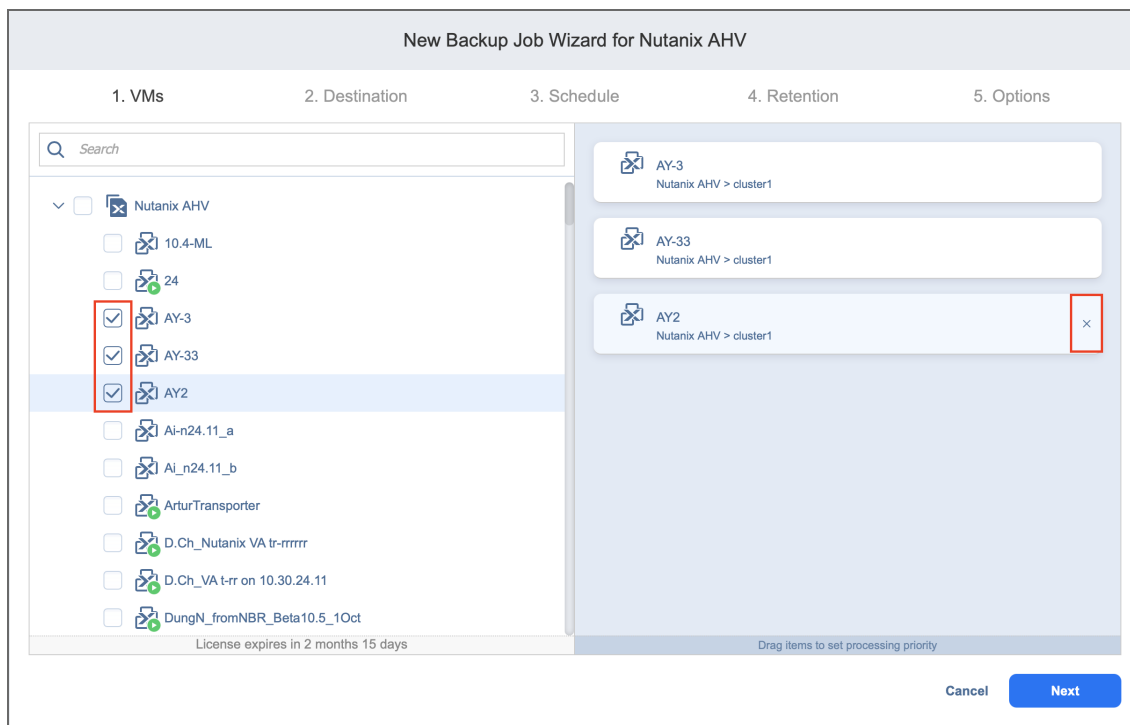 New Backup Job Wizard for Nutanix AHV
1. VMs
2. Destination
3. Schedule
4. Retention
5. Options
Search
Nutanix AHV
10.4-ML
24
AY-3
AY-33
AY2
Ai-n24.11_a
Ai_n24.11_b
ArturTransporter
D.Ch_Nutanix VA tr-rrrrrr
D.Ch_VA t-rr on 10.30.24.11
DungN_fromNBR_Beta10.5_1Oct
License expires in 2 months 15 days
AY-3
Nutanix AHV > cluster1
AY-33
Nutanix AHV > cluster1
AY2
Nutanix AHV > cluster1
Drag items to set processing priority
Cancel
Next